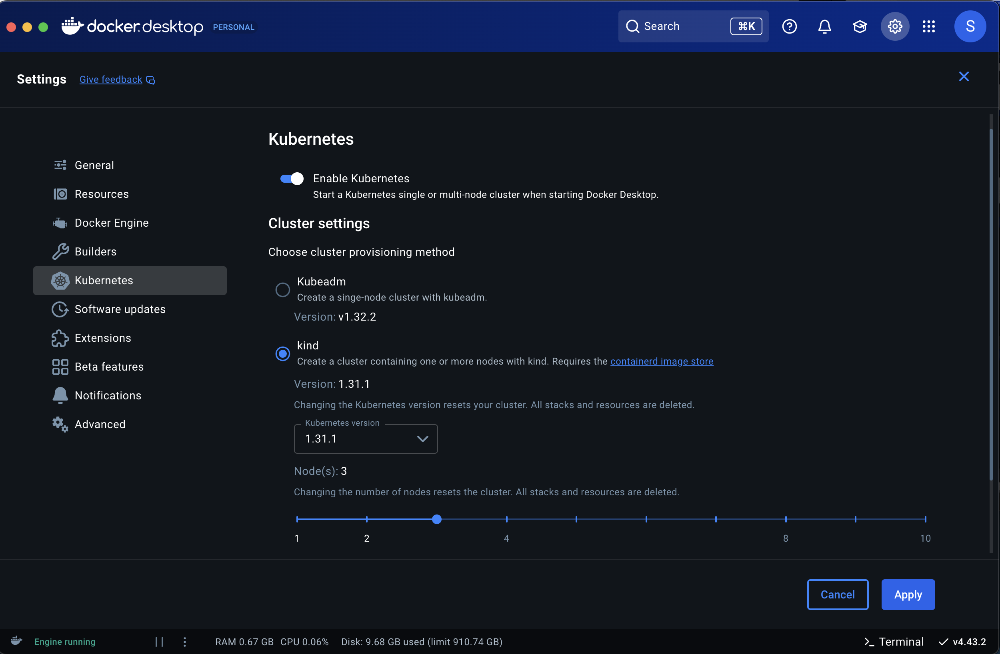 docker desktop PERSONAL
Search ⌘K
S
Settings Give feedback
General
Resources
Docker Engine
Builders
Kubernetes
Software updates
Extensions
Beta features
Notifications
Advanced
Kubernetes
Enable Kubernetes
Start a Kubernetes single or multi-node cluster when starting Docker Desktop.
Cluster settings
Choose cluster provisioning method
Kubeadm
Create a singe-node cluster with kubeadm.
Version: v1.32.2
kind
Create a cluster containing one or more nodes with kind. Requires the containerd image store
Version: 1.31.1
Changing the Kubernetes version resets your cluster. All stacks and resources are deleted.
Kubernetes version
1.31.1
Node(s): 3
Changing the number of nodes resets the cluster. All stacks and resources are deleted.
1 2 4 8 10
Cancel Apply
Engine running RAM 0.67 GB CPU 0.06% Disk: 9.68 GB used (limit 910.74 GB) Terminal v4.43.2